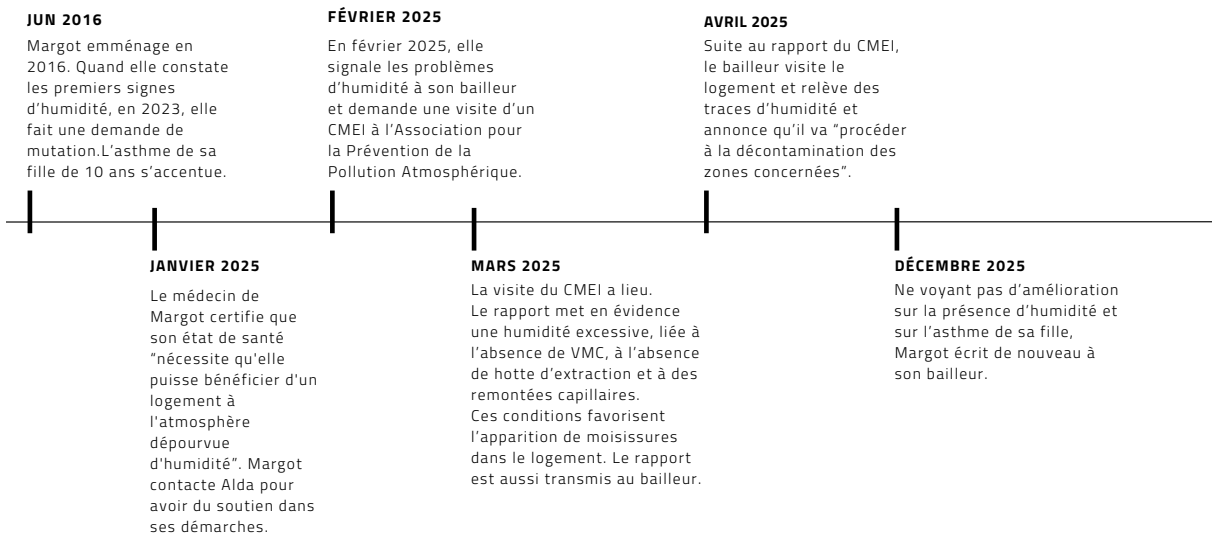 JUN 2016
Margot emménage en
2016. Quand elle constate
les premiers signes
d’humidité, en 2023, elle
fait une demande de
mutation.L’asthme de sa
fille de 10 ans s’accentue.
JANVIER 2025
Le médecin de
Margot certifie que
son état de santé
“nécessite qu'elle
puisse bénéficier d'un
logement à
l'atmosphère
dépourvue
d'humidité”. Margot
contacte Alda pour
avoir du soutien dans
ses démarches.
FÉVRIER 2025
En février 2025, elle
signale les problèmes
d’humidité à son bailleur
et demande une visite d’un
CMEI à l’Association pour
la Prévention de la
Pollution Atmosphérique.
MARS 2025
La visite du CMEI a lieu.
Le rapport met en évidence
une humidité excessive, liée à
l’absence de VMC, à l’absence
de hotte d’extraction et à des
remontées capillaires.
Ces conditions favorisent
l’apparition de moisissures
dans le logement. Le rapport
est aussi transmis au bailleur.
AVRIL 2025
Suite au rapport du CMEI,
le bailleur visite le
logement et relève des
traces d’humidité et
annonce qu’il va “procéder
à la décontamination des
zones concernées”.
DÉCEMBRE 2025
Ne voyant pas d’amélioration
sur la présence d’humidité et
sur l’asthme de sa fille,
Margot écrit de nouveau à
son bailleur.